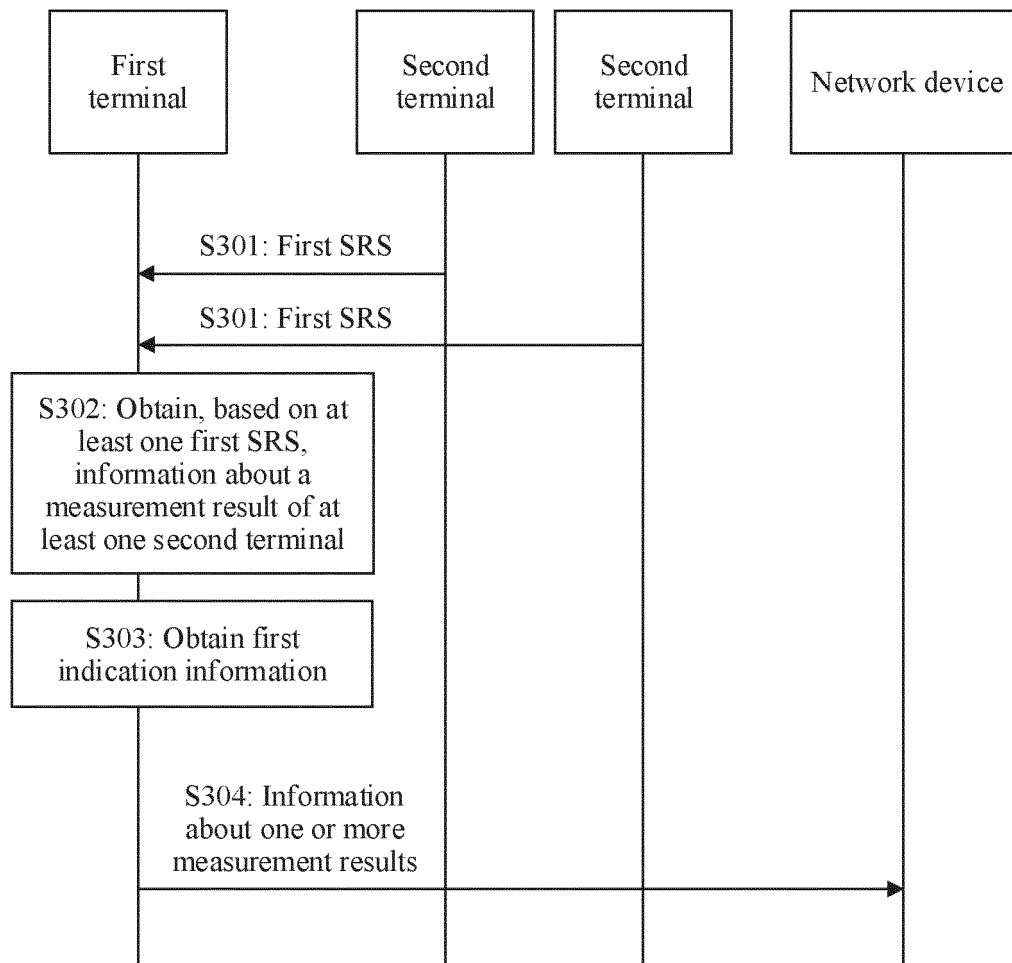 First
terminal
Second
terminal
Second
terminal
Network device
S301: First SRS
S301: First SRS
S302: Obtain, based on at
least one first SRS,
information about a
measurement result of at
least one second terminal
S303: Obtain first
indication information
S304: Information
about one or more
measurement results